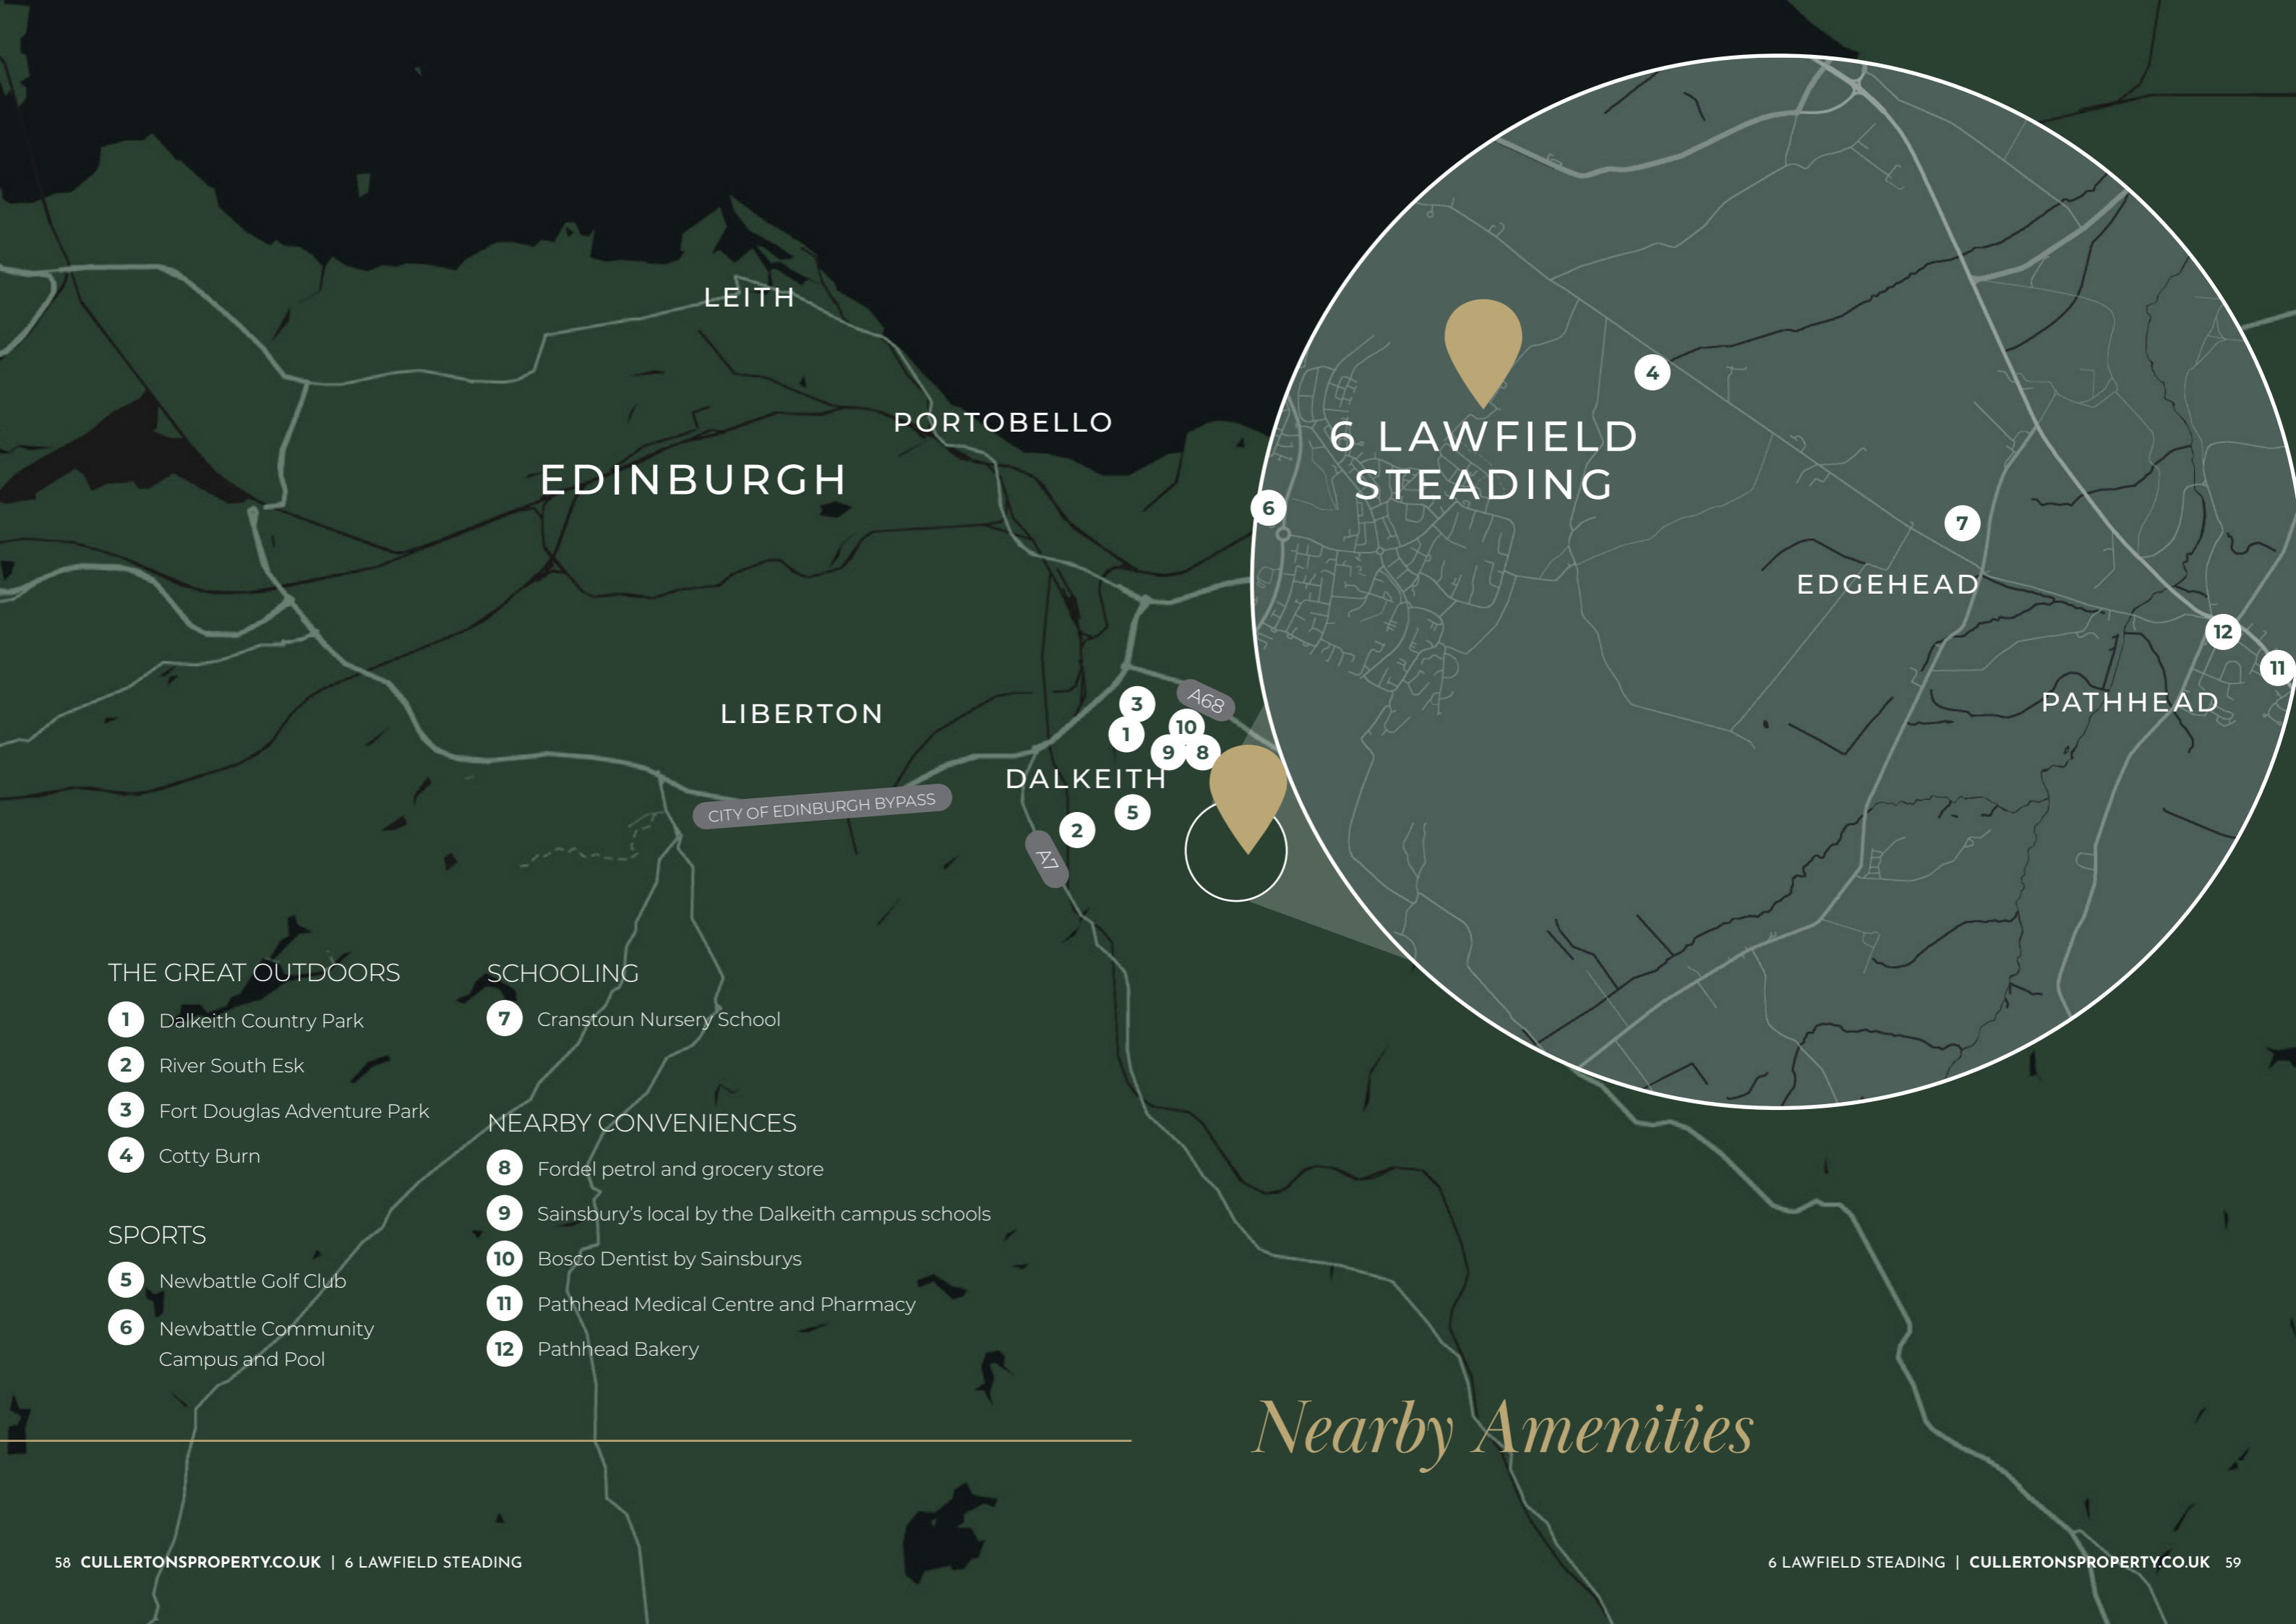 LEITH
PORTOBELLO
EDINBURGH
LIBERTON
DALKEITH
CITY OF EDINBURGH BYPASS
A68
A7
3
1
10
9
8
5
2
6 LAWFIELD
STEADING
4
6
7
EDGEHEAD
12
11
PATHHEAD
THE GREAT OUTDOORS
1 Dalkeith Country Park
2 River South Esk
3 Fort Douglas Adventure Park
4 Cotty Burn
SPORTS
5 Newbattle Golf Club
6 Newbattle Community
Campus and Pool
SCHOOLING
7 Cranstoun Nursery School
NEARBY CONVENIENCES
8 Fordel petrol and grocery store
9 Sainsbury's local by the Dalkeith campus schools
10 Bosco Dentist by Sainsburys
11 Pathhead Medical Centre and Pharmacy
12 Pathhead Bakery
Nearby Amenities
58 CULLERTONSPROPERTY.CO.UK | 6 LAWFIELD STEADING
6 LAWFIELD STEADING | CULLERTONSPROPERTY.CO.UK 59